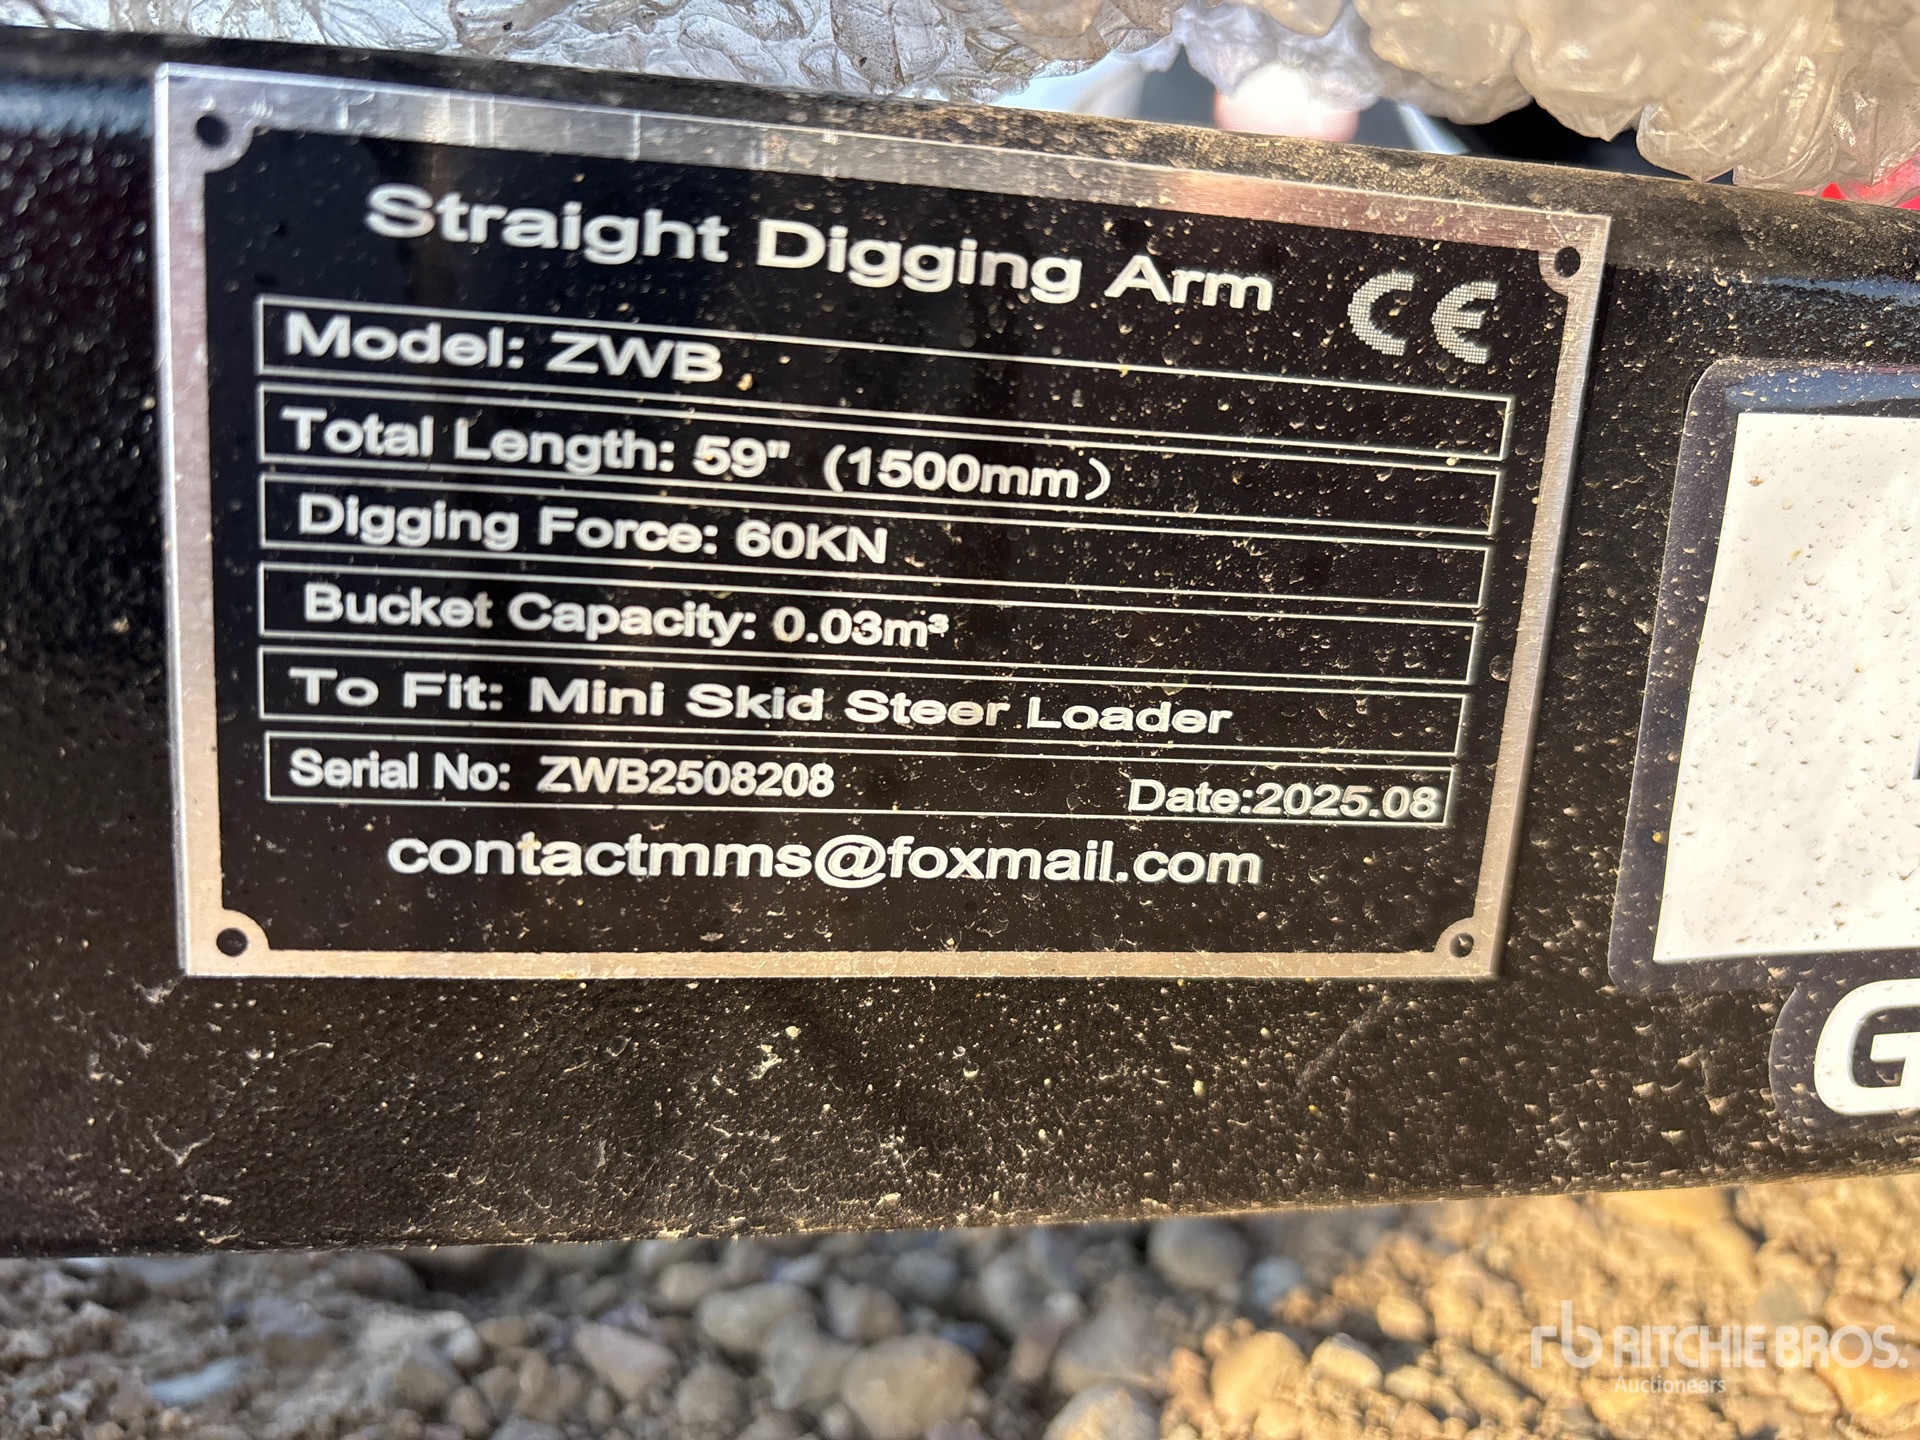 Straight Digging Arm
CE
Model: ZWB
Total Length: 59" (1500mm)
Digging Force: 60KN
Bucket Capacity: 0.03m³
To Fit: Mini Skid Steer Loader
Serial No: ZWB2508208 Date:2025.08
contactmms@foxmail.com
G
rb RITCHIE BROS.
Auctioneers